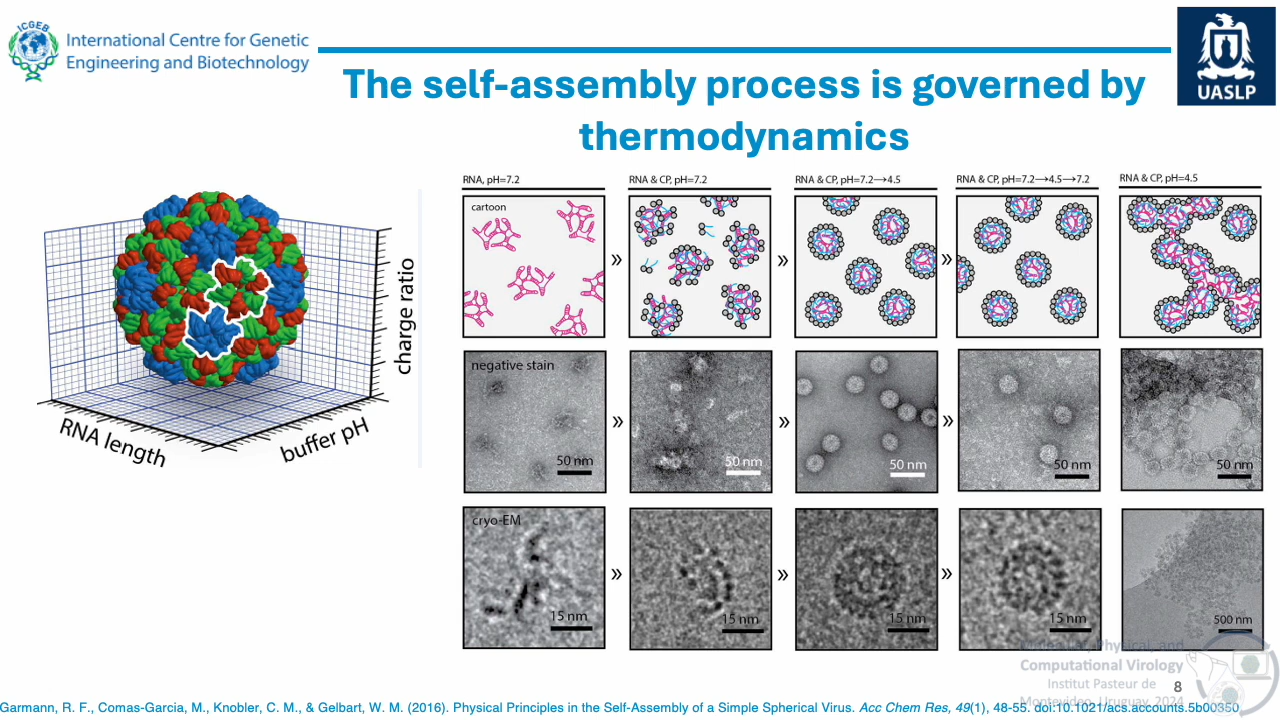 ICGEB
International Centre for Genetic
Engineering and Biotechnology
UASLP
The self-assembly process is governed by
thermodynamics
RNA length
buffer pH
charge ratio
RNA, pH=7.2
RNA & CP, pH=7.2
RNA & CP, pH=7.2→4.5
RNA & CP, pH=7.2→4.5→7.2
RNA & CP, pH=4.5
cartoon
»
»
»
negative stain
50 nm
»
50 nm
»
50 nm
»
50 nm
50 nm
cryo-EM
15 nm
»
15 nm
»
15 nm
»
15 nm
500 nm
Molecular, Physical, and
Computational Virology
Institut Pasteur de
Montevideo, Uruguay, 2024
8
Garmann, R. F., Comas-Garcia, M., Knobler, C. M., & Gelbart, W. M. (2016). Physical Principles in the Self-Assembly of a Simple Spherical Virus. Acc Chem Res, 49(1), 48-55. doi:10.1021/acs.accounts.5b00350